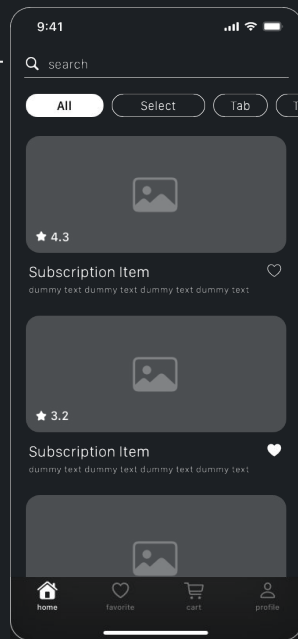 9:41
search
All Select Tab T
4.3
Subscription Item
dummy text dummy text dummy text dummy text
3.2
Subscription Item
dummy text dummy text dummy text dummy text
home favorite cart profile